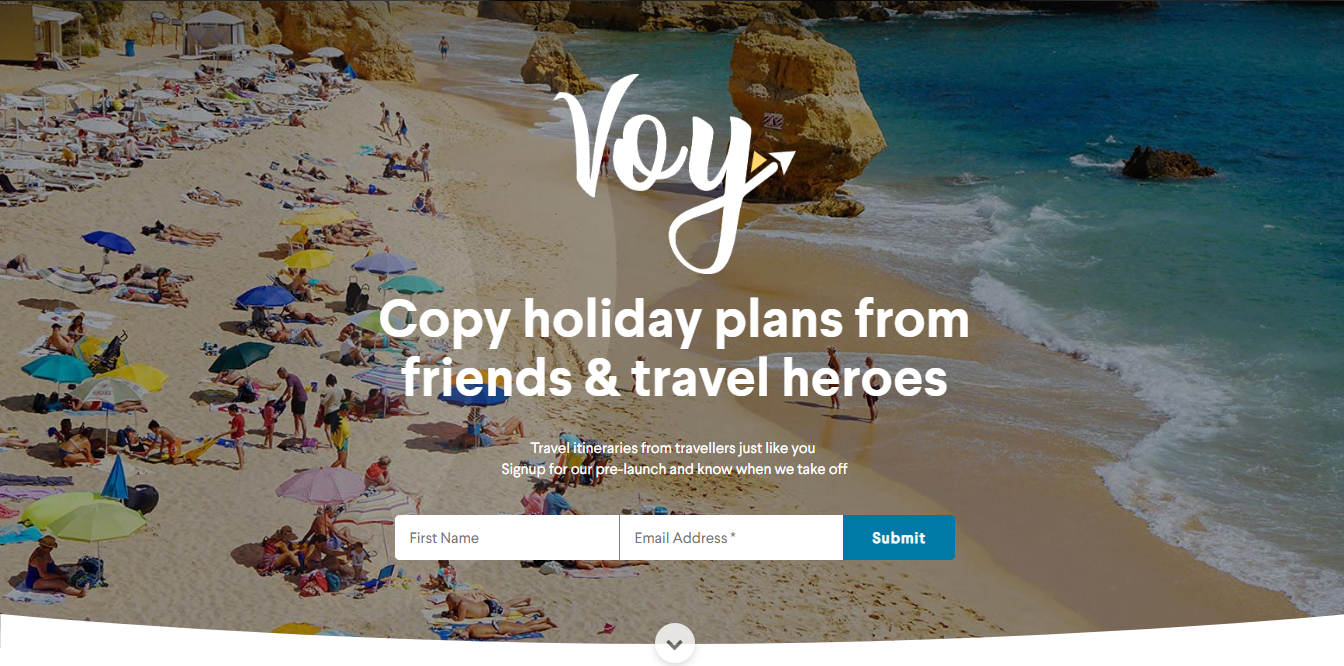 Voy
Copy holiday plans from
friends & travel heroes
Travel itineraries from travellers just like you
Signup for our pre-launch and know when we take off
First Name
Email Address *
Submit